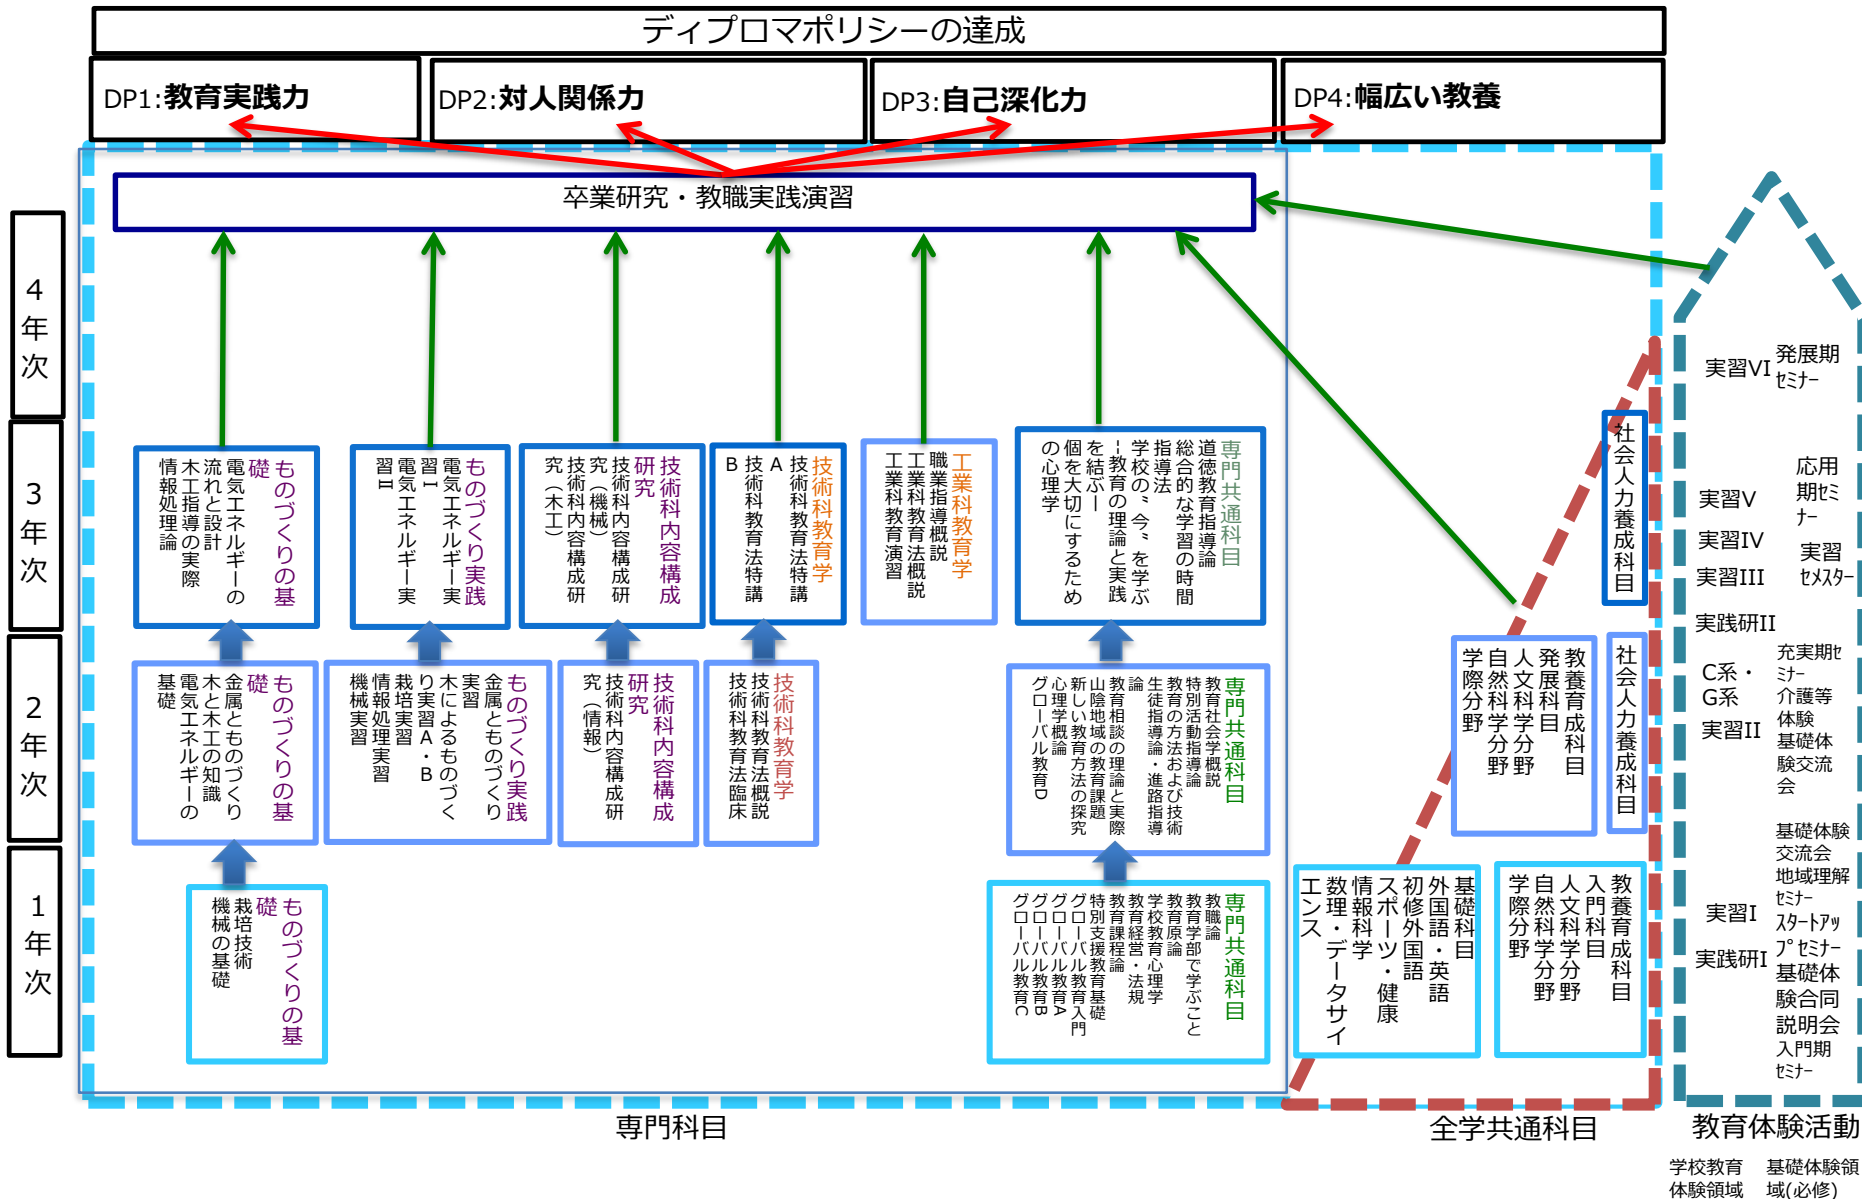 ディプロマポリシーの達成
DP1:教育実践力
DP2:対人関係力
DP3:自己深化力
DP4:幅広い教養
卒業研究・教職実践演習
4年次
3年次
2年次
1年次
ものづくりの基
礎
電気エネルギーの
流れと設計
木工指導の実際
情報処理論
ものづくり実践
電気エネルギー実
習Ⅰ
電気エネルギー実
習Ⅱ
技術科内容構成
研究
技術科内容構成研
究（機械）
技術科内容構成研
究（木工）
技術科教育学
技術科教育法特講
A
技術科教育法特講
B
工業科教育学
職業指導概説
工業科教育法概説
工業科教育演習
専門共通科目
道徳教育指導論
総合的な学習の時間
指導法
学校の“今”を学ぶ
-教育の理論と実践
を結ぶ-
個を大切にするため
の心理学
社会人力養成科目
ものづくりの基
礎
金属とものづくり
木と木工の知識
電気エネルギーの
基礎
ものづくり実践
金属とものづくり
実習
木によるものづく
り実習A・B
栽培実習
情報処理実習
機械実習
技術科内容構成
研究
技術科内容構成研
究（情報）
技術科教育学
技術科教育法概説
技術科教育法臨床
専門共通科目
教育社会学概説
特別活動指導論
教育の方法および技術
生徒指導論・進路指導
論
教育相談の理論と実際
山陰地域の教育課題
新しい教育方法の探究
心理学概論
グローバル教育D
教養育成科目
発展科目
人文科学分野
自然科学分野
学際分野
社会人力養成科目
ものづくりの基
礎
栽培技術
機械の基礎
専門共通科目
教職論
教育学部で学ぶこと
教育原論
学校教育心理学
教育経営・法規
教育課程論
特別支援教育基礎
グローバル教育入門
グローバル教育A
グローバル教育B
グローバル教育C
基礎科目
外国語・英語
初修外国語
スポーツ・健康
情報科学
数理・データサイ
エンス
教養育成科目
入門科目
人文科学分野
自然科学分野
学際分野
実習VI
発展期
ｾﾐﾅｰ
実習V
応用
期ｾﾐ
ﾅｰ
実習IV
実習III
実習
ｾﾒｽﾀｰ
実践研II
C系・
G系
充実期ｾ
ﾐﾅｰ
介護等
体験
実習II
基礎体
験交流
会
基礎体験
交流会
地域理解
ｾﾐﾅｰ
実習I
ｽﾀｰﾄｱｯ
ﾌﾟｾﾐﾅｰ
実践研I
基礎体
験合同
説明会
入門期
ｾﾐﾅｰ
専門科目
全学共通科目
教育体験活動
学校教育
体験領域
基礎体験領
域(必修)